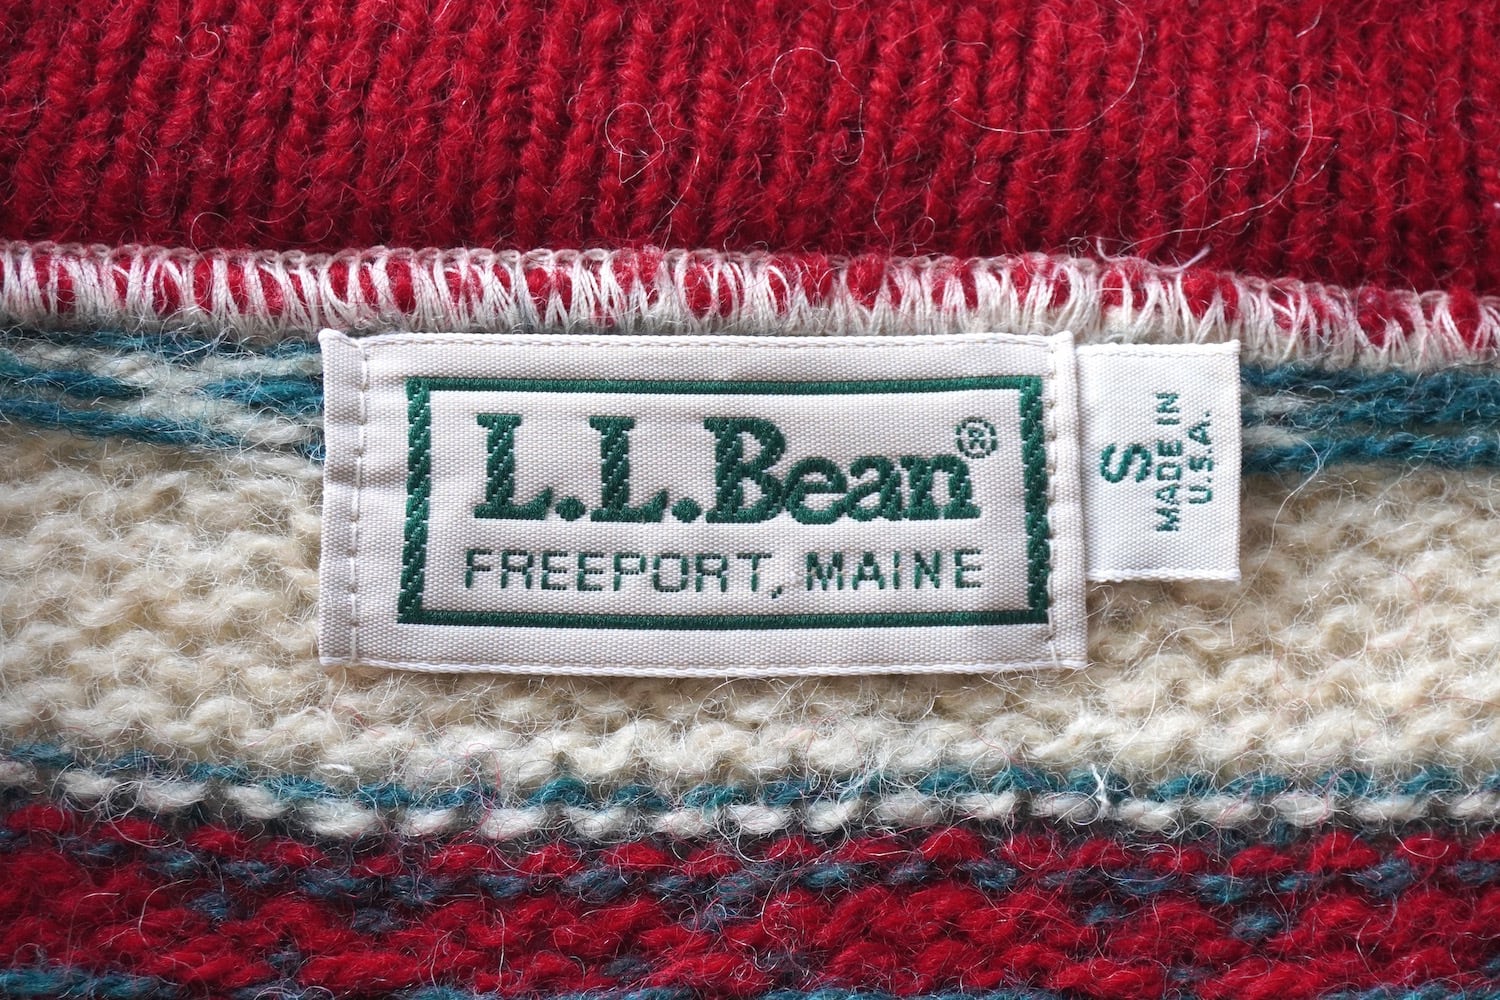 L.L.Bean®
FREEPORT, MAINE
S
MADE IN
U.S.A.